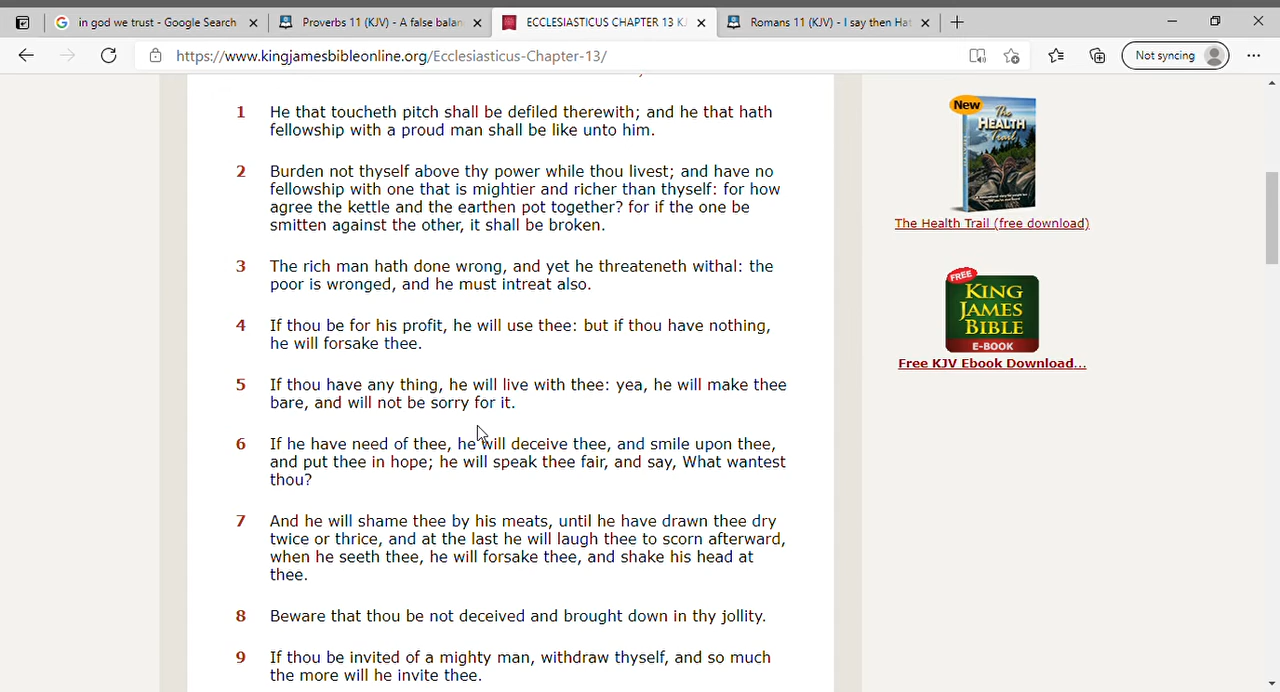 in god we trust - Google Search
Proverbs 11 (KJV) - A false balan
ECCLESIASTICUS CHAPTER 13 KJ
Romans 11 (KJV) - I say then Hat
https://www.kingjamesbibleonline.org/Ecclesiasticus-Chapter-13/
Not syncing
1 He that toucheth pitch shall be defiled therewith; and he that hath
fellowship with a proud man shall be like unto him.
2 Burden not thyself above thy power while thou livest; and have no
fellowship with one that is mightier and richer than thyself: for how
agree the kettle and the earthen pot together? for if the one be
smitten against the other, it shall be broken.
3 The rich man hath done wrong, and yet he threateneth withal: the
poor is wronged, and he must intreat also.
4 If thou be for his profit, he will use thee: but if thou have nothing,
he will forsake thee.
5 If thou have any thing, he will live with thee: yea, he will make thee
bare, and will not be sorry for it.
6 If he have need of thee, he will deceive thee, and smile upon thee,
and put thee in hope; he will speak thee fair, and say, What wantest
thou?
7 And he will shame thee by his meats, until he have drawn thee dry
twice or thrice, and at the last he will laugh thee to scorn afterward,
when he seeth thee, he will forsake thee, and shake his head at
thee.
8 Beware that thou be not deceived and brought down in thy jollity.
9 If thou be invited of a mighty man, withdraw thyself, and so much
the more will he invite thee.
New
The
HEALTH
Trail
The Health Trail (free download)
FREE
KING
JAMES
BIBLE
E-BOOK
Free KJV Ebook Download...